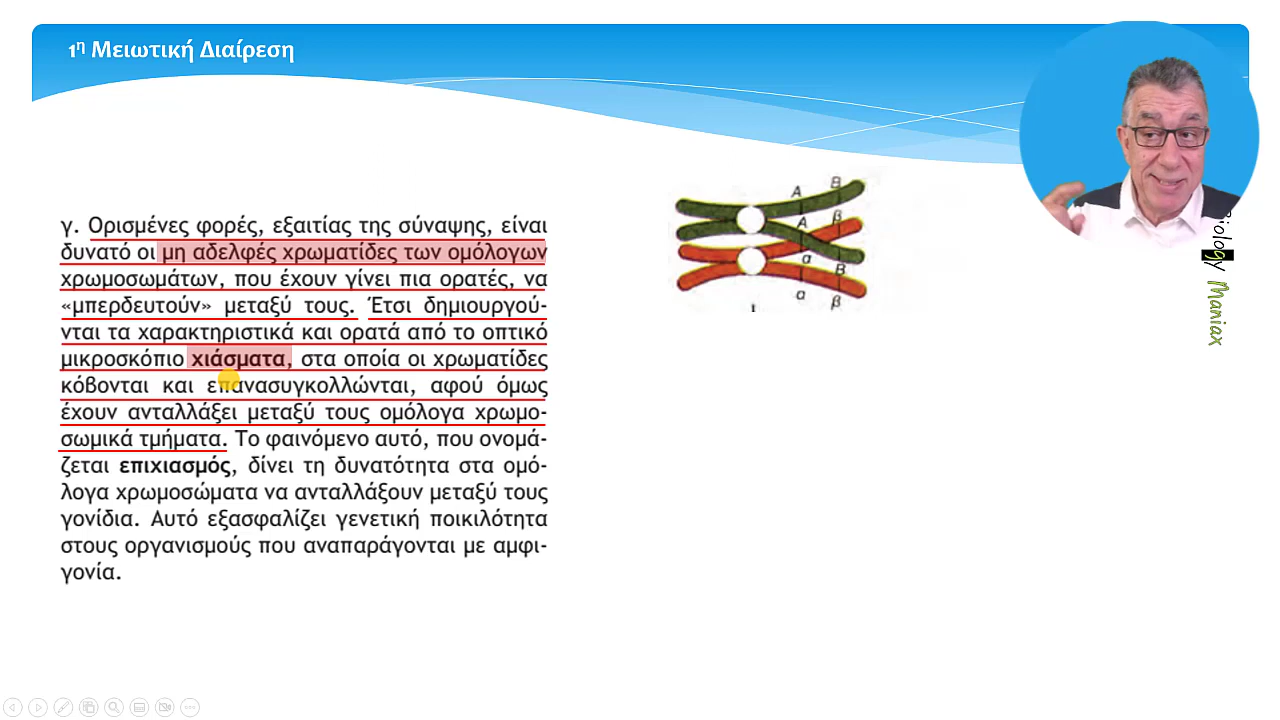 1η Μειωτική Διαίρεση
γ. Ορισμένες φορές, εξαιτίας της σύναψης, είναι
δυνατό οι μη αδελφές χρωματίδες των ομόλογων
χρωμοσωμάτων, που έχουν γίνει πια ορατές, να
«μπερδευτούν» μεταξύ τους. Έτσι δημιουργού-
νται τα χαρακτηριστικά και ορατά από το οπτικό
μικροσκόπιο χιάσματα, στα οποία οι χρωματίδες
κόβονται και επανασυγκολλώνται, αφού όμως
έχουν ανταλλάξει μεταξύ τους ομόλογα χρωμο-
σωμικά τμήματα. Το φαινόμενο αυτό, που ονομά-
ζεται επιχιασμός, δίνει τη δυνατότητα στα ομό-
λογα χρωμοσώματα να ανταλλάξουν μεταξύ τους
γονίδια. Αυτό εξασφαλίζει γενετική ποικιλότητα
στους οργανισμούς που αναπαράγονται με αμφι-
γονία.
A B
A β
α B
α β
Biology Maniax